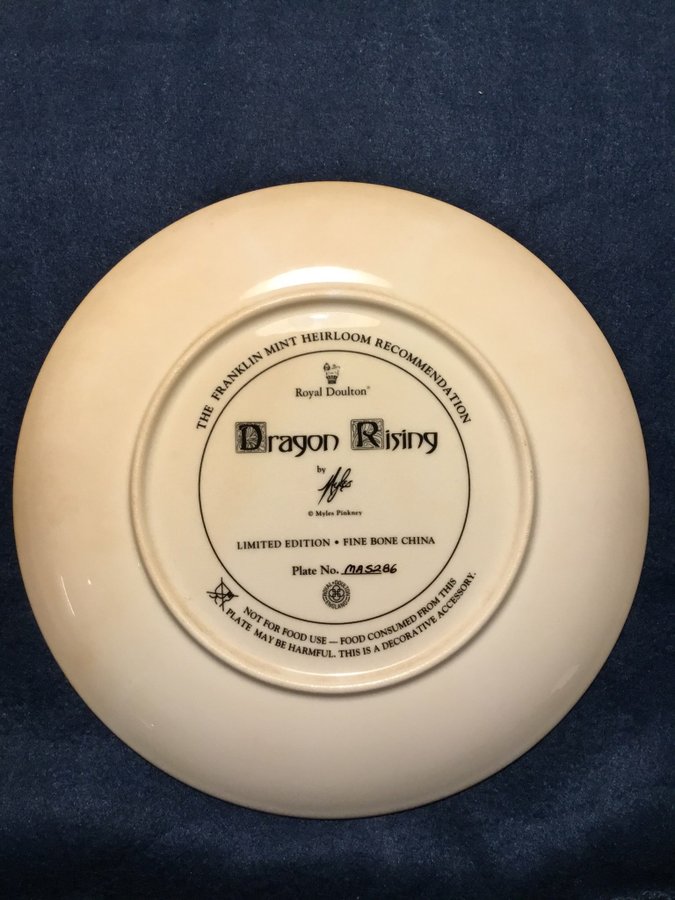 THE FRANKLIN MINT HEIRLOOM RECOMMENDATION
Royal Doulton®
Dragon Rising
by
Myles
© Myles Pinkney
LIMITED EDITION • FINE BONE CHINA
Plate No. MA5286
NOT FOR FOOD USE — FOOD CONSUMED FROM THIS
PLATE MAY BE HARMFUL. THIS IS A DECORATIVE ACCESSORY.